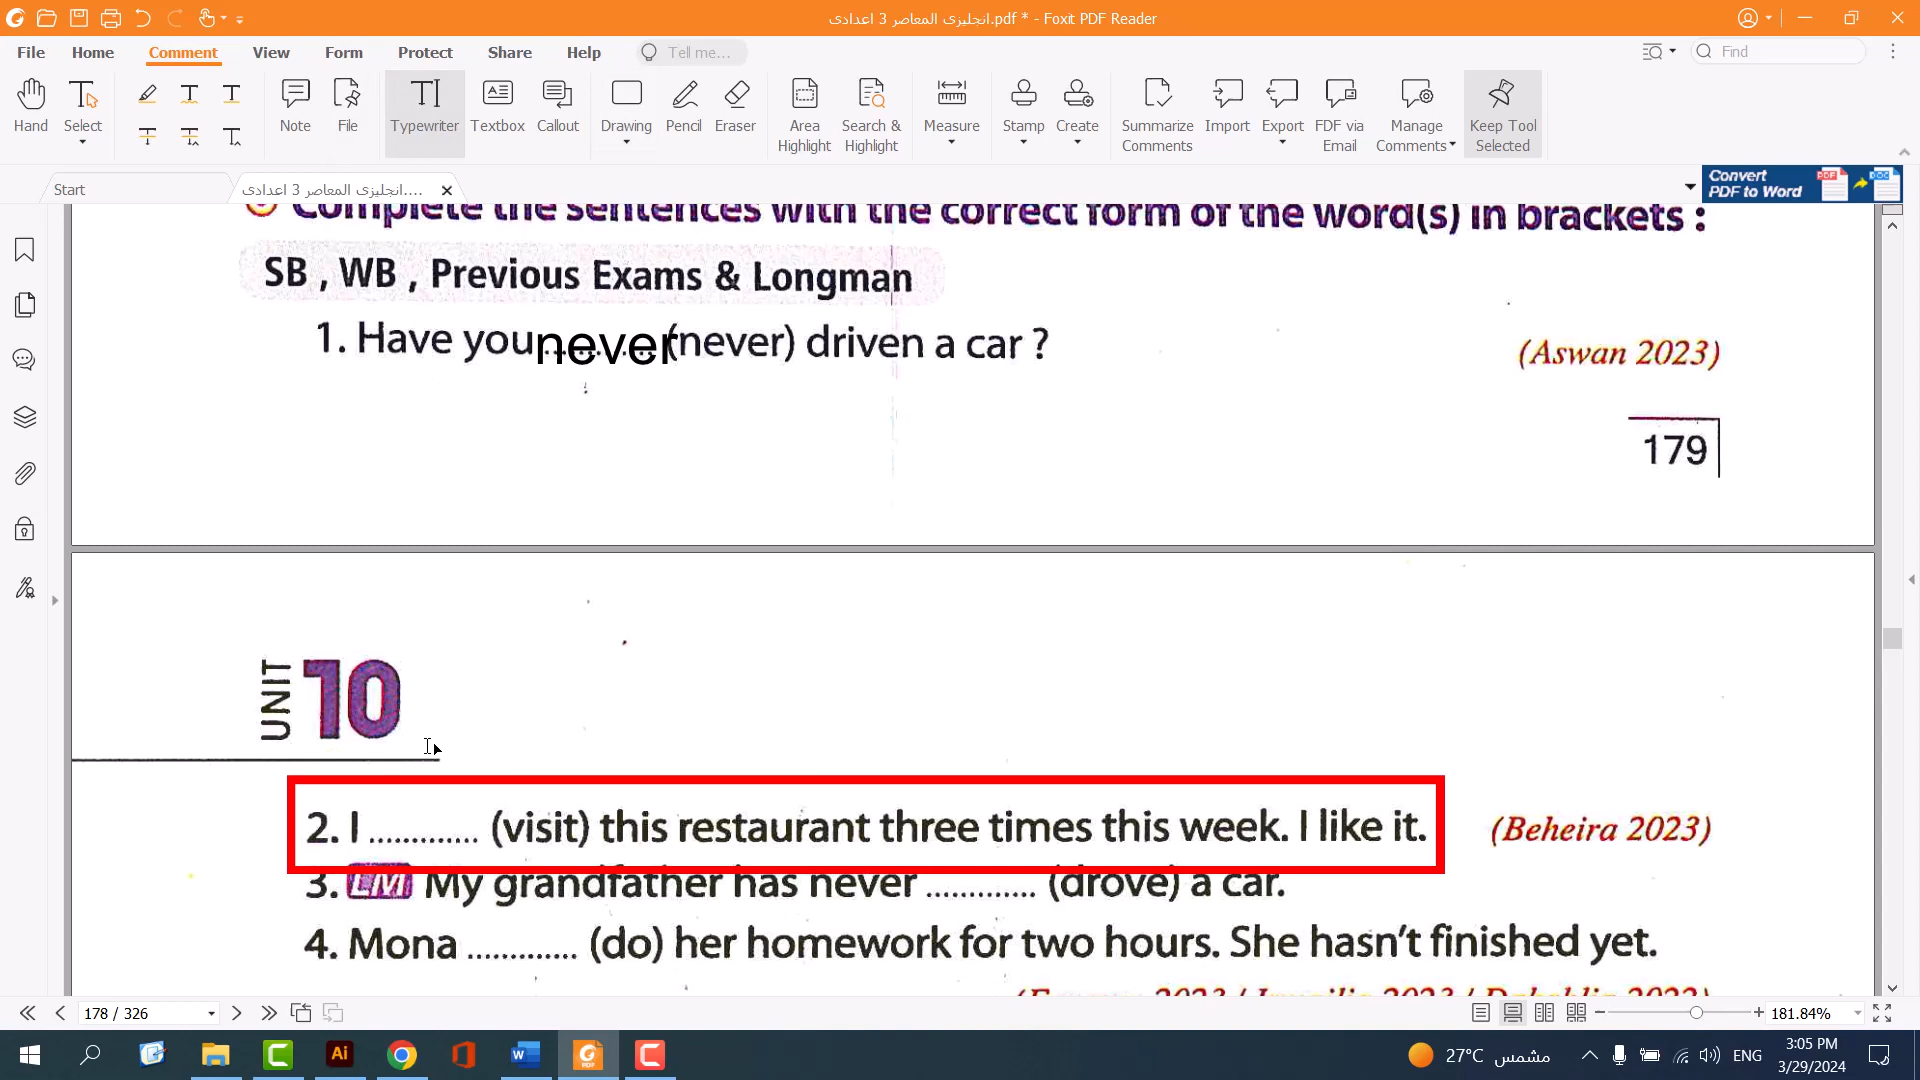 انجليزى المعاصر 3 اعدادى.pdf * - Foxit PDF Reader
File Home Comment View Form Protect Share Help Tell me... Find
Hand Select Note File Typewriter Textbox Callout Drawing Pencil Eraser Area Highlight Search & Highlight Measure Stamp Create Summarize Comments Import Export FDF via Email Manage Comments Keep Tool Selected
Start انجليزى المعاصر 3 اعدادى.... Convert PDF to Word PDF DOC
Complete the sentences with the correct form of the word(s) in brackets :
SB , WB , Previous Exams & Longman
1. Have you ............ (never) driven a car ? (Aswan 2023)
never
179
UNIT 10
2. I ............. (visit) this restaurant three times this week. I like it. (Beheira 2023)
3. LM My grandfather has never ............. (drove) a car.
4. Mona ............. (do) her homework for two hours. She hasn't finished yet.
178 / 326 181.84%
Ai W PDF 27°C مشمس ENG 3:05 PM
3/29/2024